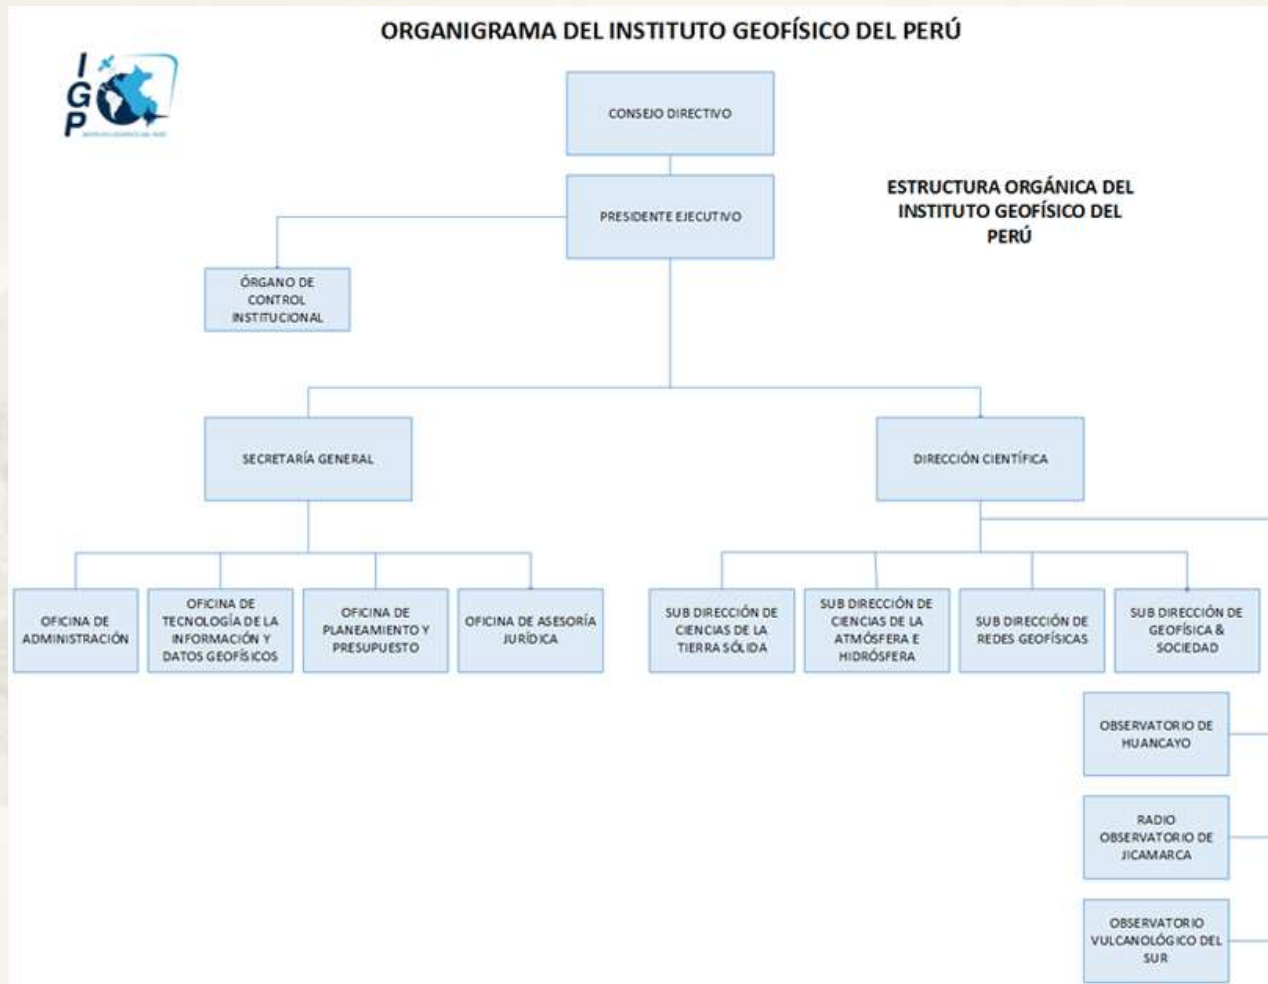 ORGANIGRAMA DEL INSTITUTO GEOFÍSICO DEL PERÚ
I
G
P
CONSEJO DIRECTIVO
PRESIDENTE EJECUTIVO
ESTRUCTURA ORGÁNICA DEL
INSTITUTO GEOFÍSICO DEL
PERÚ
ÓRGANO DE
CONTROL
INSTITUCIONAL
SECRETARÍA GENERAL
DIRECCIÓN CIENTÍFICA
OFICINA DE
ADMINISTRACIÓN
OFICINA DE
TECNOLOGÍA DE LA
INFORMACIÓN Y
DATOS GEOFÍSICOS
OFICINA DE
PLANEAMIENTO Y
PRESUPUESTO
OFICINA DE ASESORÍA
JURÍDICA
SUB DIRECCIÓN DE
CIENCIAS DE LA
TIERRA SÓLIDA
SUB DIRECCIÓN DE
CIENCIAS DE LA
ATMÓSFERA E
HIDRÓSFERA
SUB DIRECCIÓN DE
REDES GEOFÍSICAS
SUB DIRECCIÓN DE
GEOFÍSICA &
SOCIEDAD
OBSERVATORIO DE
HUANCAYO
RADIO
OBSERVATORIO DE
JICAMARCA
OBSERVATORIO
VULCANOLÓGICO DEL
SUR